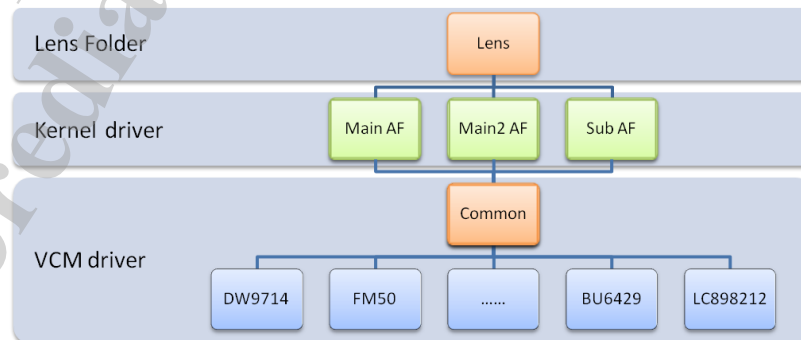 Lens Folder
Lens
Kernel driver
Main AF
Main2 AF
Sub AF
Common
VCM driver
DW9714
FM50
......
BU6429
LC898212